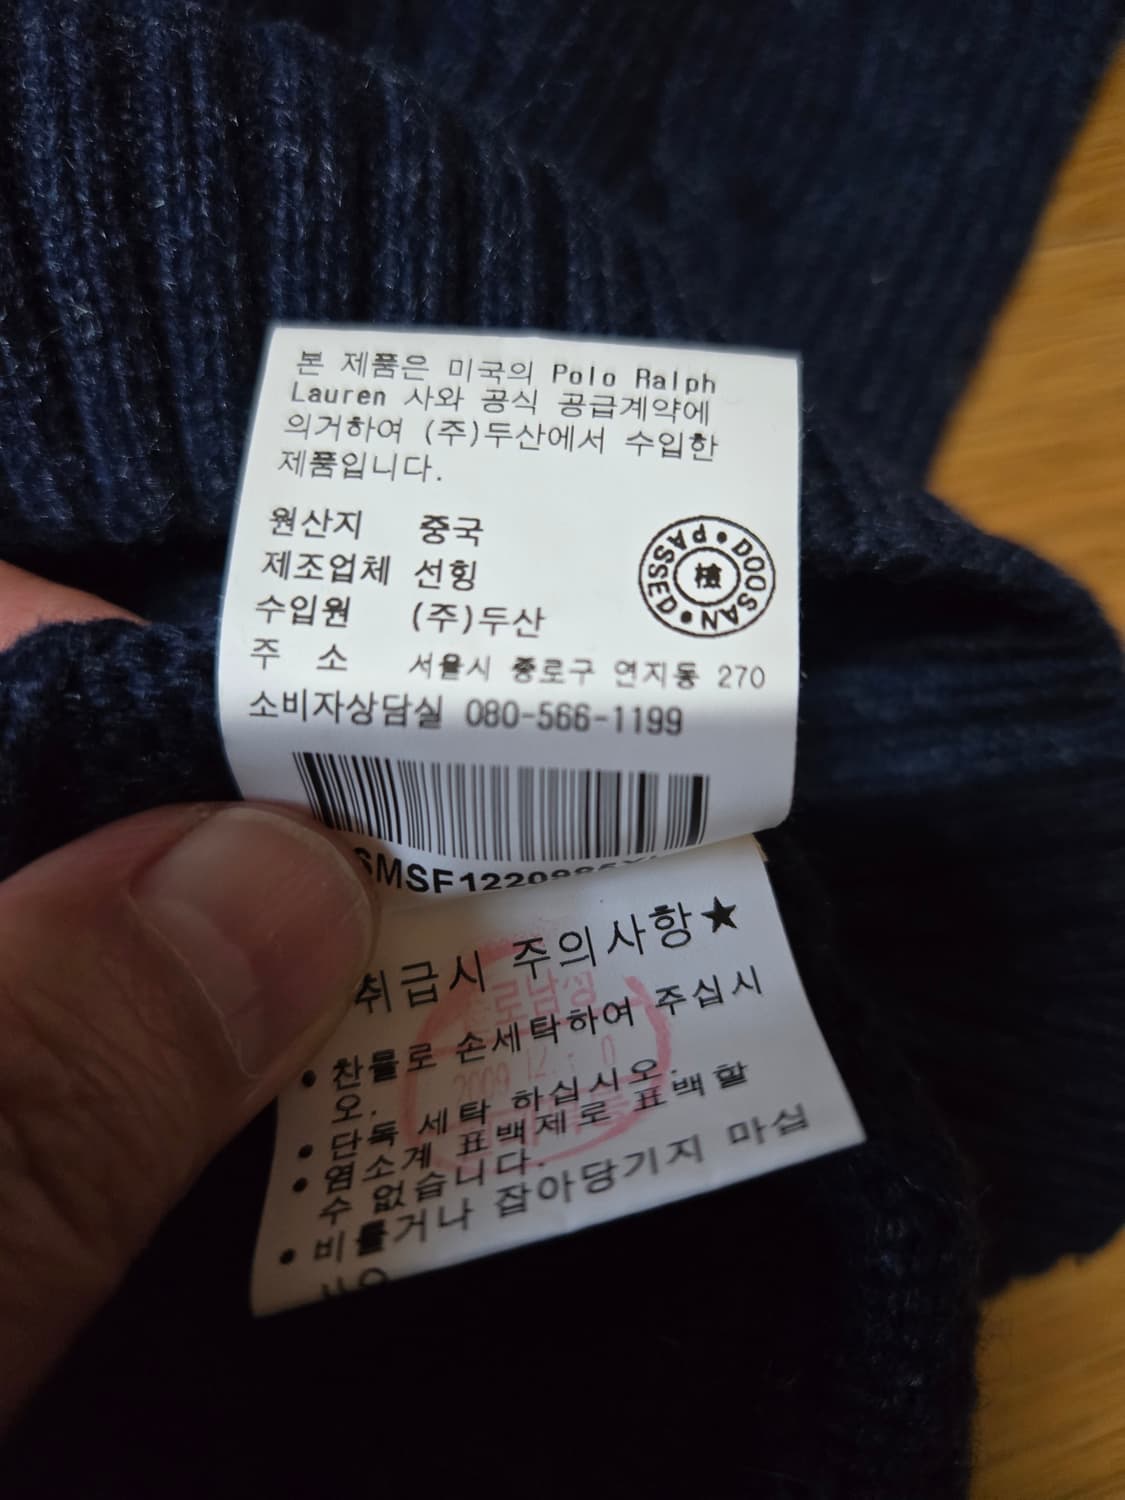 본 제품은 미국의 Polo Ralph
Lauren 사와 공식 공급계약에
의거하여 (주)두산에서 수입한
제품입니다.
원산지 중국
제조업체 선힝
수입원 (주)두산
주 소 서울시 종로구 연지동 270
소비자상담실 080-566-1199
DOOSAN • PASSED •
檢
취급시 주의사항★
• 찬물로 손세탁하여 주십시
오.
• 단독 세탁 하십시오.
• 염소계 표백제로 표백할
수 없습니다.
• 비틀거나 잡아당기지 마십